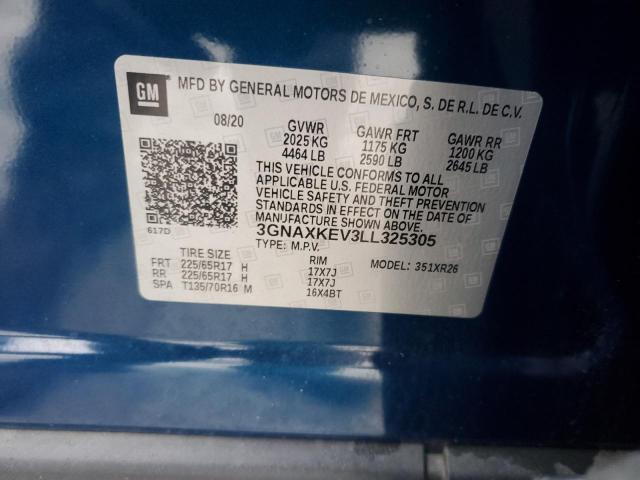 GM MFD BY GENERAL MOTORS DE MEXICO, S. DE R.L. DE C.V.
08/20 GVWR GAWR FRT GAWR RR
2025 KG 1175 KG 1200 KG
4464 LB 2590 LB 2645 LB
THIS VEHICLE CONFORMS TO ALL
APPLICABLE U.S. FEDERAL MOTOR
VEHICLE SAFETY AND THEFT PREVENTION
STANDARDS IN EFFECT ON THE DATE OF
MANUFACTURE SHOWN ABOVE.
617D 3GNAXKEV3LL325305
TYPE: M.P.V. MODEL: 351XR26
TIRE SIZE RIM
FRT 225/65R17 H 17X7J
RR 225/65R17 H 17X7J
SPA T135/70R16 M 16X4BT